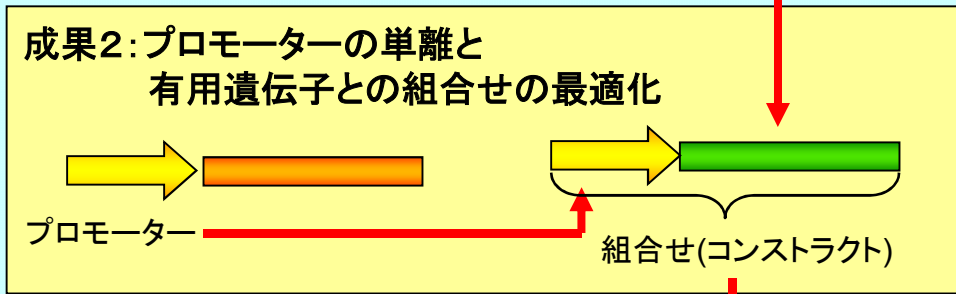 成果２：プロモーターの単離と
有用遺伝子との組合せの最適化
プロモーター
組合せ(コンストラクト)